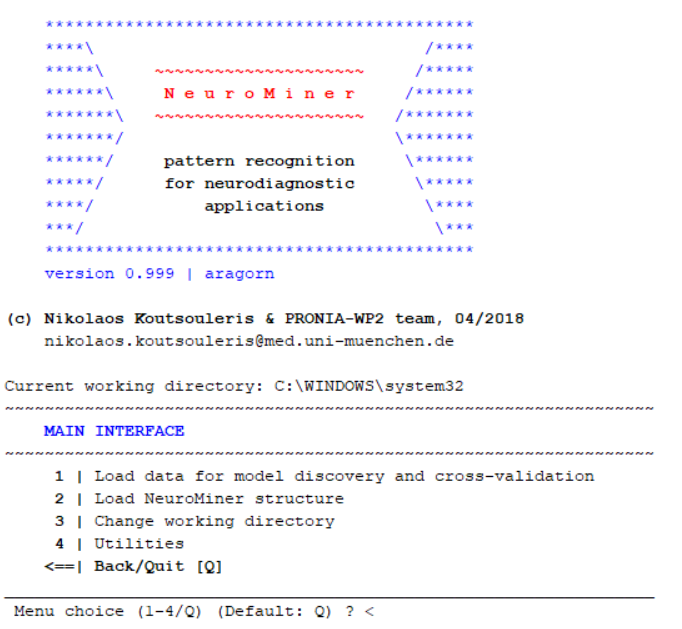 *******************************************
****\ /****
*****\ ~~~~~~~~~~~~~~~~~~~~~ /*****
******\ N e u r o M i n e r /******
*******\ ~~~~~~~~~~~~~~~~~~~~~ /*******
*******/ \*******
******/ pattern recognition \******
*****/ for neurodiagnostic \*****
****/ applications \****
***/ \***
*******************************************
version 0.999 | aragorn
(c) Nikolaos Koutsouleris & PRONIA-WP2 team, 04/2018
nikolaos.koutsouleris@med.uni-muenchen.de
Current working directory: C:\WINDOWS\system32
~~~~~~~~~~~~~~~~~~~~~~~~~~~~~~~~~~~~~~~~~~~~~~~~~~~~~~~~~~~~~~~~~
MAIN INTERFACE
~~~~~~~~~~~~~~~~~~~~~~~~~~~~~~~~~~~~~~~~~~~~~~~~~~~~~~~~~~~~~~~~~
1 | Load data for model discovery and cross-validation
2 | Load NeuroMiner structure
3 | Change working directory
4 | Utilities
<==| Back/Quit [Q]
Menu choice (1-4/Q) (Default: Q) ? <